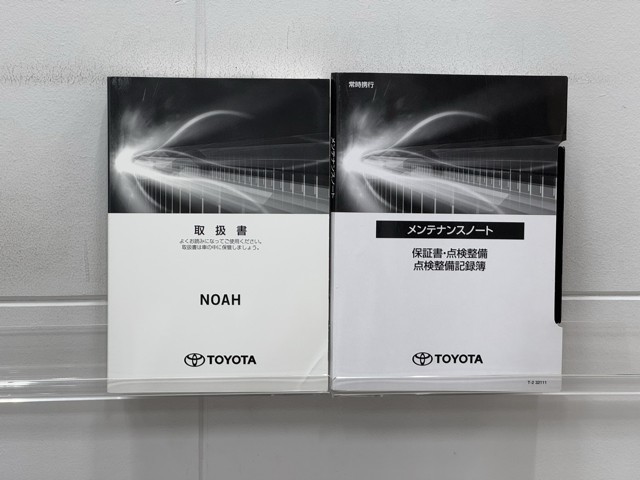 取扱書
よくお読みになってご使用ください。
取扱書は車の中に保管しましょう。
NOAH
TOYOTA
メンテナンスノート
常時携行
メンテナンスノート
保証書・点検整備
点検整備記録簿
TOYOTA